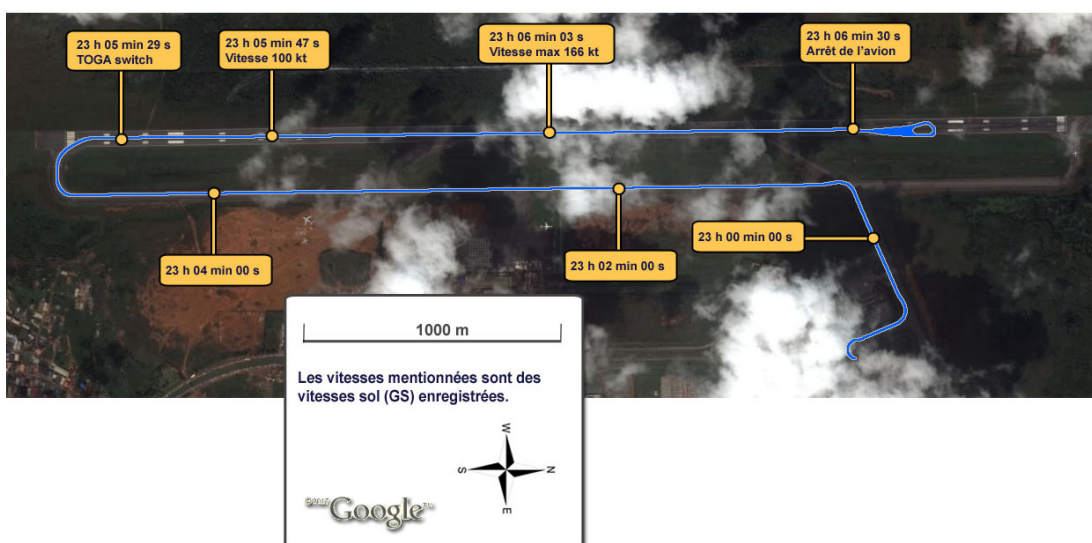 23 h 05 min 29 s
TOGA switch
23 h 05 min 47 s
Vitesse 100 kt
23 h 06 min 03 s
Vitesse max 166 kt
23 h 06 min 30 s
Arrêt de l'avion
23 h 04 min 00 s
23 h 02 min 00 s
23 h 00 min 00 s
1000 m
Les vitesses mentionnées sont des
vitesses sol (GS) enregistrées.
W
S
N
E
Google™